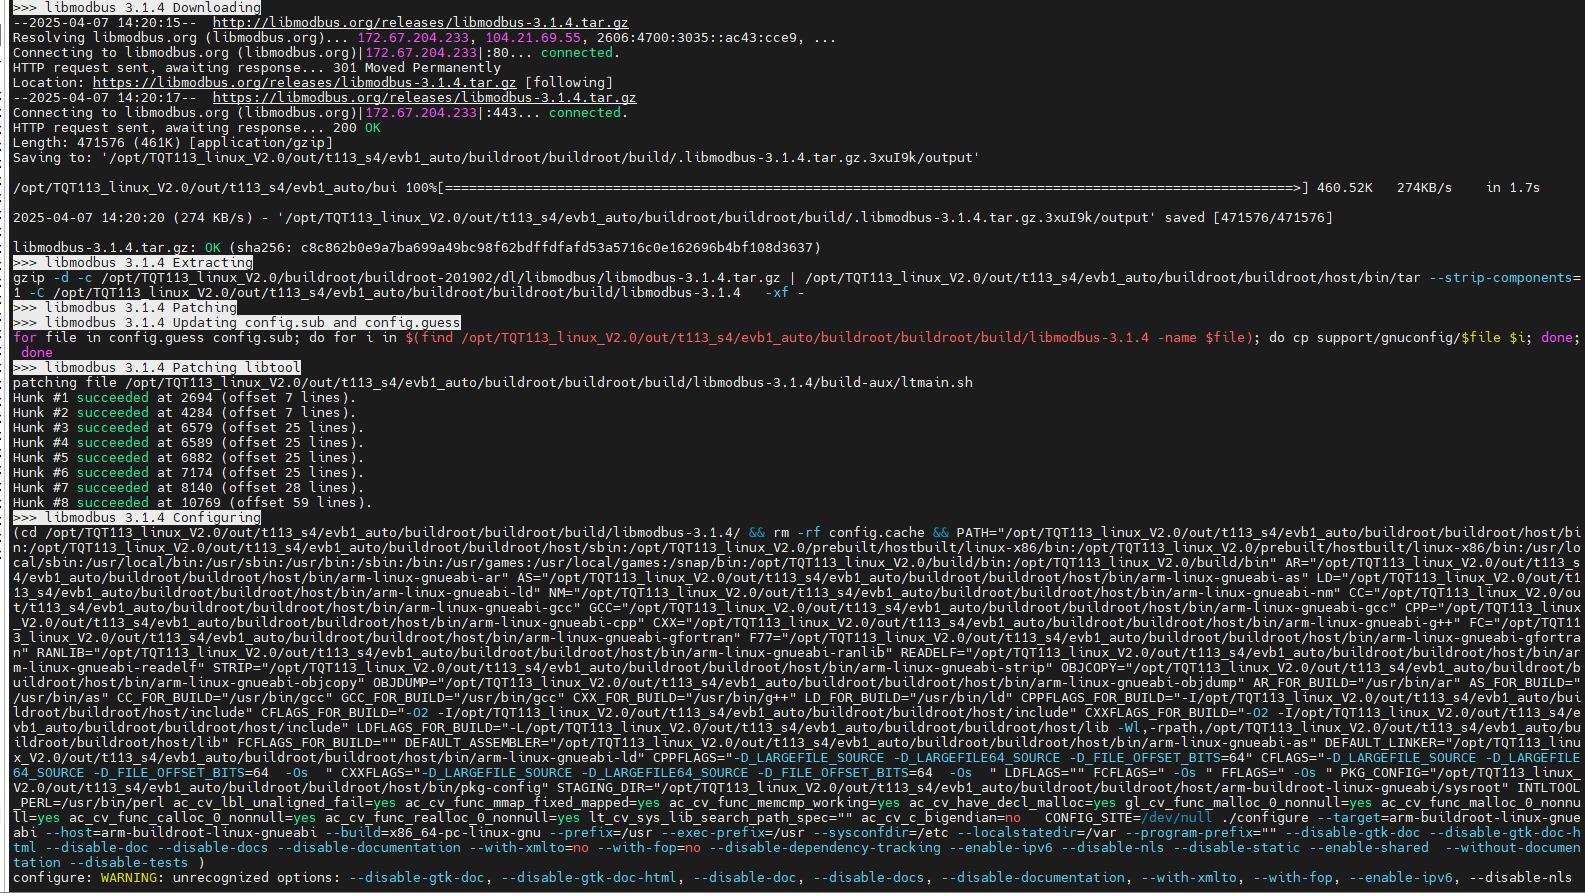 >>> libmodbus 3.1.4 Downloading
--2025-04-07 14:20:15--  http://libmodbus.org/releases/libmodbus-3.1.4.tar.gz
Resolving libmodbus.org (libmodbus.org)... 172.67.204.233, 104.21.69.55, 2606:4700:3035::ac43:cce9, ...
Connecting to libmodbus.org (libmodbus.org)|172.67.204.233|:80... connected.
HTTP request sent, awaiting response... 301 Moved Permanently
Location: https://libmodbus.org/releases/libmodbus-3.1.4.tar.gz [following]
--2025-04-07 14:20:17--  https://libmodbus.org/releases/libmodbus-3.1.4.tar.gz
Connecting to libmodbus.org (libmodbus.org)|172.67.204.233|:443... connected.
HTTP request sent, awaiting response... 200 OK
Length: 471576 (461K) [application/gzip]
Saving to: '/opt/TQT113_linux_V2.0/out/t113_s4/evb1_auto/buildroot/buildroot/build/.libmodbus-3.1.4.tar.gz.3xuI9k/output'
/opt/TQT113_linux_V2.0/out/t113_s4/evb1_auto/bui 100%[==========================================================================================================>] 460.52K   274KB/s    in 1.7s
2025-04-07 14:20:20 (274 KB/s) - '/opt/TQT113_linux_V2.0/out/t113_s4/evb1_auto/buildroot/buildroot/build/.libmodbus-3.1.4.tar.gz.3xuI9k/output' saved [471576/471576]
libmodbus-3.1.4.tar.gz: OK (sha256: c8c862b0e9a7ba699a49bc98f62bdffdfafd53a5716c0e162696b4bf108d3637)
>>> libmodbus 3.1.4 Extracting
gzip -d -c /opt/TQT113_linux_V2.0/buildroot/buildroot-201902/dl/libmodbus/libmodbus-3.1.4.tar.gz | /opt/TQT113_linux_V2.0/out/t113_s4/evb1_auto/buildroot/buildroot/host/bin/tar --strip-components=
1 -C /opt/TQT113_linux_V2.0/out/t113_s4/evb1_auto/buildroot/buildroot/build/libmodbus-3.1.4   -xf -
>>> libmodbus 3.1.4 Patching
>>> libmodbus 3.1.4 Updating config.sub and config.guess
for file in config.guess config.sub; do for i in $(find /opt/TQT113_linux_V2.0/out/t113_s4/evb1_auto/buildroot/buildroot/build/libmodbus-3.1.4 -name $file); do cp support/gnuconfig/$file $i; done;
 done
>>> libmodbus 3.1.4 Patching libtool
patching file /opt/TQT113_linux_V2.0/out/t113_s4/evb1_auto/buildroot/buildroot/build/libmodbus-3.1.4/build-aux/ltmain.sh
Hunk #1 succeeded at 2694 (offset 7 lines).
Hunk #2 succeeded at 4284 (offset 7 lines).
Hunk #3 succeeded at 6579 (offset 25 lines).
Hunk #4 succeeded at 6589 (offset 25 lines).
Hunk #5 succeeded at 6882 (offset 25 lines).
Hunk #6 succeeded at 7174 (offset 25 lines).
Hunk #7 succeeded at 8140 (offset 28 lines).
Hunk #8 succeeded at 10769 (offset 59 lines).
>>> libmodbus 3.1.4 Configuring
(cd /opt/TQT113_linux_V2.0/out/t113_s4/evb1_auto/buildroot/buildroot/build/libmodbus-3.1.4/ && rm -rf config.cache && PATH="/opt/TQT113_linux_V2.0/out/t113_s4/evb1_auto/buildroot/buildroot/host/bi
n:/opt/TQT113_linux_V2.0/out/t113_s4/evb1_auto/buildroot/buildroot/host/sbin:/opt/TQT113_linux_V2.0/prebuilt/hostbuilt/linux-x86/bin:/opt/TQT113_linux_V2.0/prebuilt/hostbuilt/linux-x86/bin:/usr/lo
cal/sbin:/usr/local/bin:/usr/sbin:/usr/bin:/sbin:/bin:/usr/games:/usr/local/games:/snap/bin:/opt/TQT113_linux_V2.0/build/bin:/opt/TQT113_linux_V2.0/build/bin" AR="/opt/TQT113_linux_V2.0/out/t113_s
4/evb1_auto/buildroot/buildroot/host/bin/arm-linux-gnueabi-ar" AS="/opt/TQT113_linux_V2.0/out/t113_s4/evb1_auto/buildroot/buildroot/host/bin/arm-linux-gnueabi-as" LD="/opt/TQT113_linux_V2.0/out/t1
13_s4/evb1_auto/buildroot/buildroot/host/bin/arm-linux-gnueabi-ld" NM="/opt/TQT113_linux_V2.0/out/t113_s4/evb1_auto/buildroot/buildroot/host/bin/arm-linux-gnueabi-nm" CC="/opt/TQT113_linux_V2.0/ou
t/t113_s4/evb1_auto/buildroot/buildroot/host/bin/arm-linux-gnueabi-gcc" GCC="/opt/TQT113_linux_V2.0/out/t113_s4/evb1_auto/buildroot/buildroot/host/bin/arm-linux-gnueabi-gcc" CPP="/opt/TQT113_linux
_V2.0/out/t113_s4/evb1_auto/buildroot/buildroot/host/bin/arm-linux-gnueabi-cpp" CXX="/opt/TQT113_linux_V2.0/out/t113_s4/evb1_auto/buildroot/buildroot/host/bin/arm-linux-gnueabi-g++" FC="/opt/TQT11
3_linux_V2.0/out/t113_s4/evb1_auto/buildroot/buildroot/host/bin/arm-linux-gnueabi-gfortran" F77="/opt/TQT113_linux_V2.0/out/t113_s4/evb1_auto/buildroot/buildroot/host/bin/arm-linux-gnueabi-gfortra
n" RANLIB="/opt/TQT113_linux_V2.0/out/t113_s4/evb1_auto/buildroot/buildroot/host/bin/arm-linux-gnueabi-ranlib" READELF="/opt/TQT113_linux_V2.0/out/t113_s4/evb1_auto/buildroot/buildroot/host/bin/ar
m-linux-gnueabi-readelf" STRIP="/opt/TQT113_linux_V2.0/out/t113_s4/evb1_auto/buildroot/buildroot/host/bin/arm-linux-gnueabi-strip" OBJCOPY="/opt/TQT113_linux_V2.0/out/t113_s4/evb1_auto/buildroot/b
uildroot/host/bin/arm-linux-gnueabi-objcopy" OBJDUMP="/opt/TQT113_linux_V2.0/out/t113_s4/evb1_auto/buildroot/buildroot/host/bin/arm-linux-gnueabi-objdump" AR_FOR_BUILD="/usr/bin/ar" AS_FOR_BUILD="
/usr/bin/as" CC_FOR_BUILD="/usr/bin/gcc" GCC_FOR_BUILD="/usr/bin/gcc" CXX_FOR_BUILD="/usr/bin/g++" LD_FOR_BUILD="/usr/bin/ld" CPPFLAGS_FOR_BUILD="-I/opt/TQT113_linux_V2.0/out/t113_s4/evb1_auto/bui
ldroot/buildroot/host/include" CFLAGS_FOR_BUILD="-O2 -I/opt/TQT113_linux_V2.0/out/t113_s4/evb1_auto/buildroot/buildroot/host/include" CXXFLAGS_FOR_BUILD="-O2 -I/opt/TQT113_linux_V2.0/out/t113_s4/e
vb1_auto/buildroot/buildroot/host/include" LDFLAGS_FOR_BUILD="-L/opt/TQT113_linux_V2.0/out/t113_s4/evb1_auto/buildroot/buildroot/host/lib -Wl,-rpath,/opt/TQT113_linux_V2.0/out/t113_s4/evb1_auto/bu
ildroot/buildroot/host/lib" FCFLAGS_FOR_BUILD="" DEFAULT_ASSEMBLER="/opt/TQT113_linux_V2.0/out/t113_s4/evb1_auto/buildroot/buildroot/host/bin/arm-linux-gnueabi-as" DEFAULT_LINKER="/opt/TQT113_linu
x_V2.0/out/t113_s4/evb1_auto/buildroot/buildroot/host/bin/arm-linux-gnueabi-ld" CPPFLAGS="-D_LARGEFILE_SOURCE -D_LARGEFILE64_SOURCE -D_FILE_OFFSET_BITS=64" CFLAGS="-D_LARGEFILE_SOURCE -D_LARGEFILE
64_SOURCE -D_FILE_OFFSET_BITS=64  -Os  " CXXFLAGS="-D_LARGEFILE_SOURCE -D_LARGEFILE64_SOURCE -D_FILE_OFFSET_BITS=64  -Os  " LDFLAGS="" FCFLAGS=" -Os " FFLAGS=" -Os " PKG_CONFIG="/opt/TQT113_linux_
V2.0/out/t113_s4/evb1_auto/buildroot/buildroot/host/bin/pkg-config" STAGING_DIR="/opt/TQT113_linux_V2.0/out/t113_s4/evb1_auto/buildroot/buildroot/host/arm-buildroot-linux-gnueabi/sysroot" INTLTOOL
_PERL=/usr/bin/perl ac_cv_lbl_unaligned_fail=yes ac_cv_func_mmap_fixed_mapped=yes ac_cv_func_memcmp_working=yes ac_cv_have_decl_malloc=yes gl_cv_func_malloc_0_nonnull=yes ac_cv_func_malloc_0_nonnu
ll=yes ac_cv_func_calloc_0_nonnull=yes ac_cv_func_realloc_0_nonnull=yes lt_cv_sys_lib_search_path_spec="" ac_cv_c_bigendian=no   CONFIG_SITE=/dev/null ./configure --target=arm-buildroot-linux-gnue
abi --host=arm-buildroot-linux-gnueabi --build=x86_64-pc-linux-gnu --prefix=/usr --exec-prefix=/usr --sysconfdir=/etc --localstatedir=/var --program-prefix="" --disable-gtk-doc --disable-gtk-doc-h
tml --disable-doc --disable-docs --disable-documentation --with-xmlto=no --with-fop=no --disable-dependency-tracking --enable-ipv6 --disable-nls --disable-static --enable-shared  --without-documen
tation --disable-tests )
configure: WARNING: unrecognized options: --disable-gtk-doc, --disable-gtk-doc-html, --disable-doc, --disable-docs, --disable-documentation, --with-xmlto, --with-fop, --enable-ipv6, --disable-nls